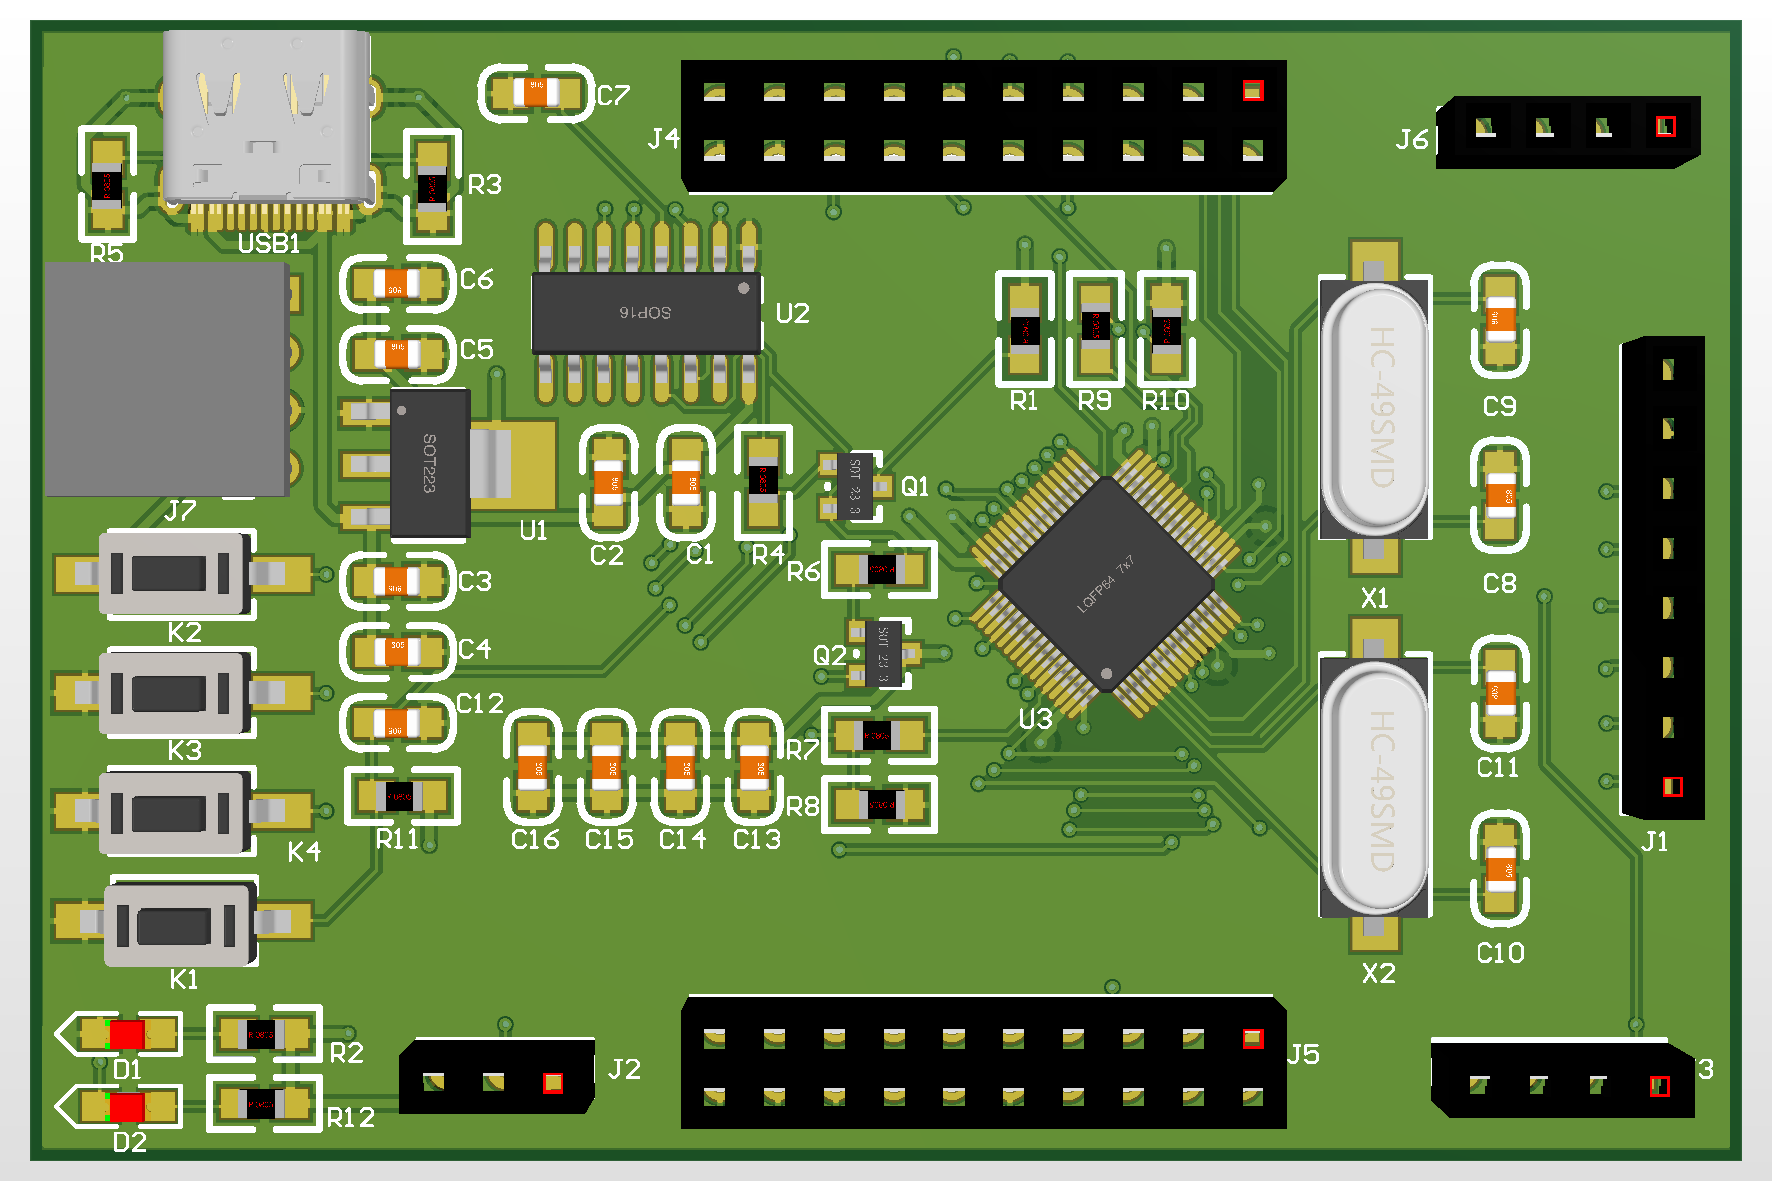 C7
J4
J6
R3
USB1
R5
C6
SOP16
U2
C5
HC-49SMD
C9
R1
R9
R10
SOT223
J7
U1
C2
C1
R4
SOT 23 3
Q1
R6
LQFP64 7x7
C8
X1
K2
C3
C4
Q2
SOT 23 3
K3
C12
U3
R7
HC-49SMD
C11
R8
K4
R11
C16
C15
C14
C13
J1
K1
C10
X2
D1
R2
J2
J5
3
D2
R12